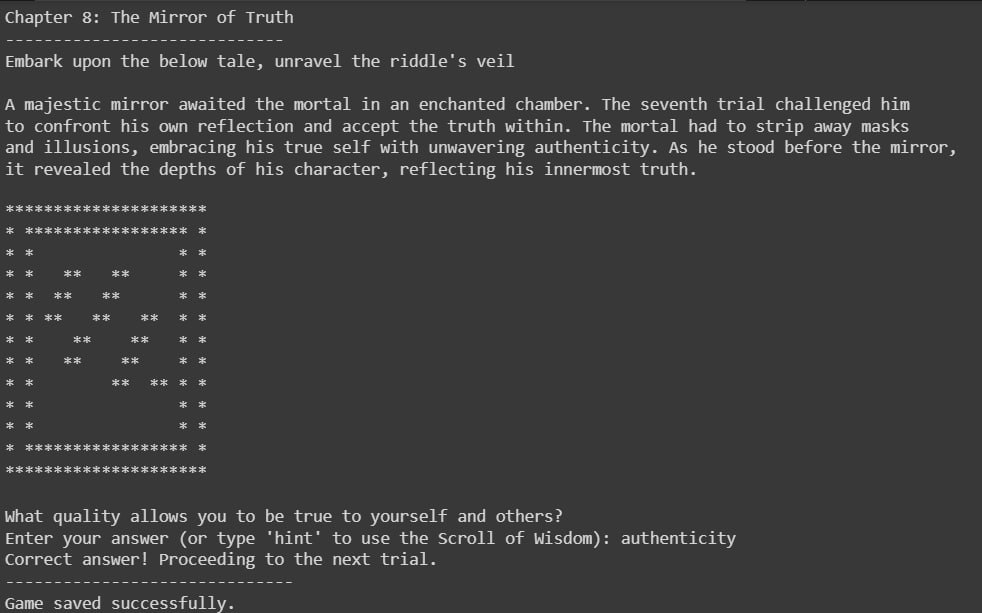 Chapter 8: The Mirror of Truth
-----------------------------
Embark upon the below tale, unravel the riddle's veil

A majestic mirror awaited the mortal in an enchanted chamber. The seventh trial challenged him
to confront his own reflection and accept the truth within. The mortal had to strip away masks
and illusions, embracing his true self with unwavering authenticity. As he stood before the mirror,
it revealed the depths of his character, reflecting his innermost truth.

*********************
* ***************** *
* *               * *
* *   **   **     * *
* *  **   **      * *
* * **   **   **  * *
* *    **    **   * *
* *   **    **    * *
* *        **  ** * *
* *               * *
* *               * *
* ***************** *
*********************

What quality allows you to be true to yourself and others?
Enter your answer (or type 'hint' to use the Scroll of Wisdom): authenticity
Correct answer! Proceeding to the next trial.
------------------------------
Game saved successfully.